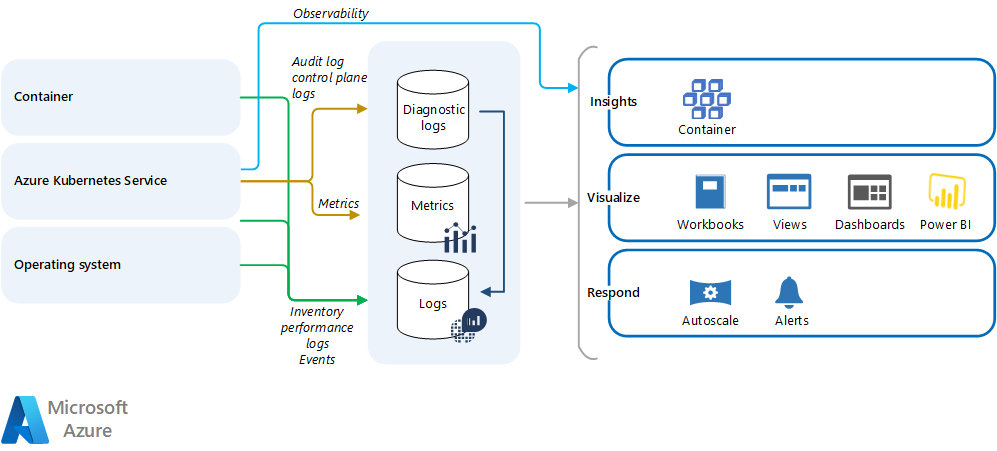 Observability
Audit log
control plane
logs
Container
Azure Kubernetes Service
Operating system
Metrics
Inventory
performance
logs
Events
Diagnostic
logs
Metrics
Logs
Insights
Container
Visualize
Workbooks
Views
Dashboards
Power BI
Respond
Autoscale
Alerts
Microsoft
Azure